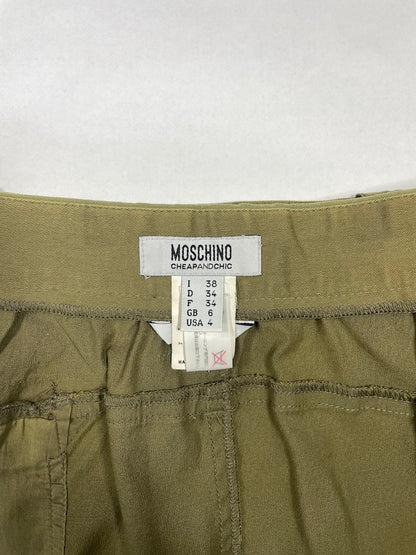 MOSCHINO
CHEAPANDCHIC
I 38
D 34
F 34
GB 6
USA 4